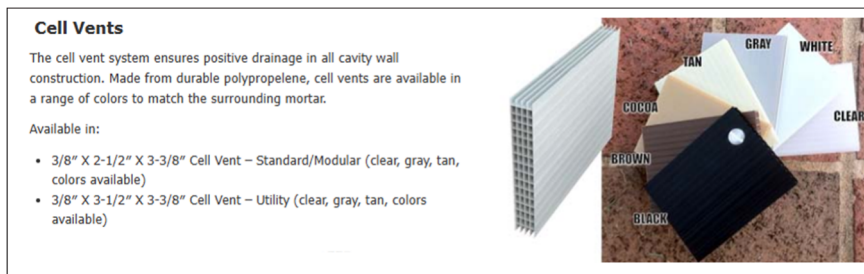 Cell Vents
The cell vent system ensures positive drainage in all cavity wall
construction. Made from durable polypropelene, cell vents are available in
a range of colors to match the surrounding mortar.
Available in:
• 3/8" X 2-1/2" X 3-3/8" Cell Vent – Standard/Modular (clear, gray, tan,
colors available)
• 3/8" X 3-1/2" X 3-3/8" Cell Vent – Utility (clear, gray, tan, colors
available)
GRAY
WHITE
TAN
COCOA
CLEAR
BROWN
BLACK